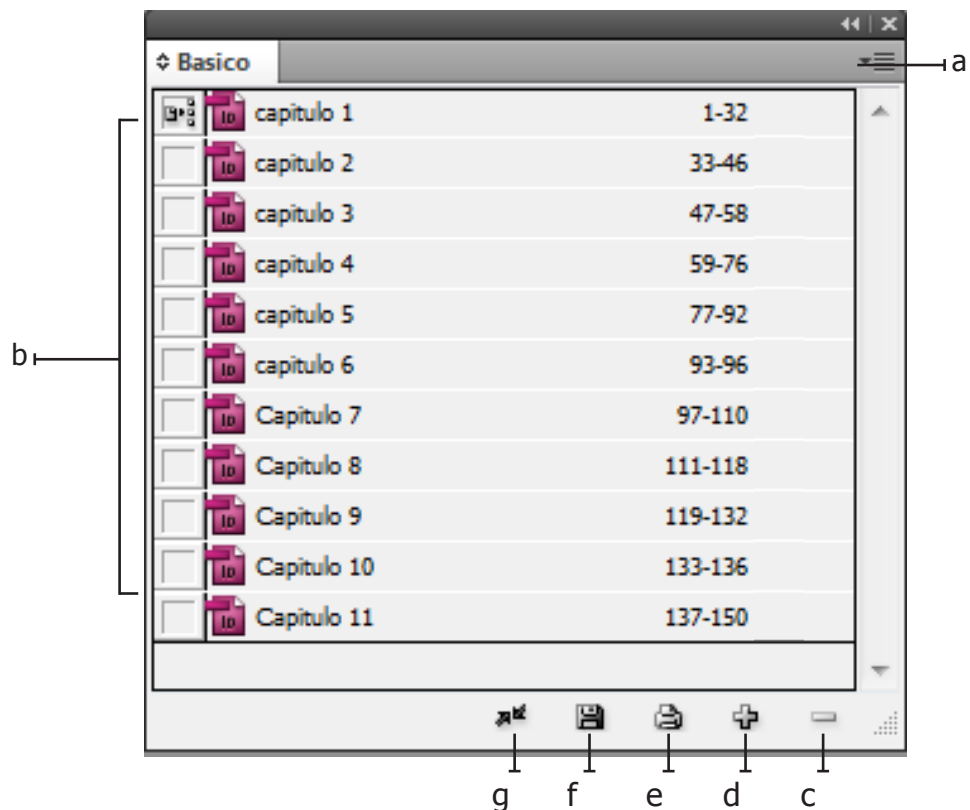 Basico
a
capitulo 1 1-32
capitulo 2 33-46
capitulo 3 47-58
capitulo 4 59-76
capitulo 5 77-92
b
capitulo 6 93-96
Capitulo 7 97-110
Capitulo 8 111-118
Capitulo 9 119-132
Capitulo 10 133-136
Capitulo 11 137-150
g f e d c